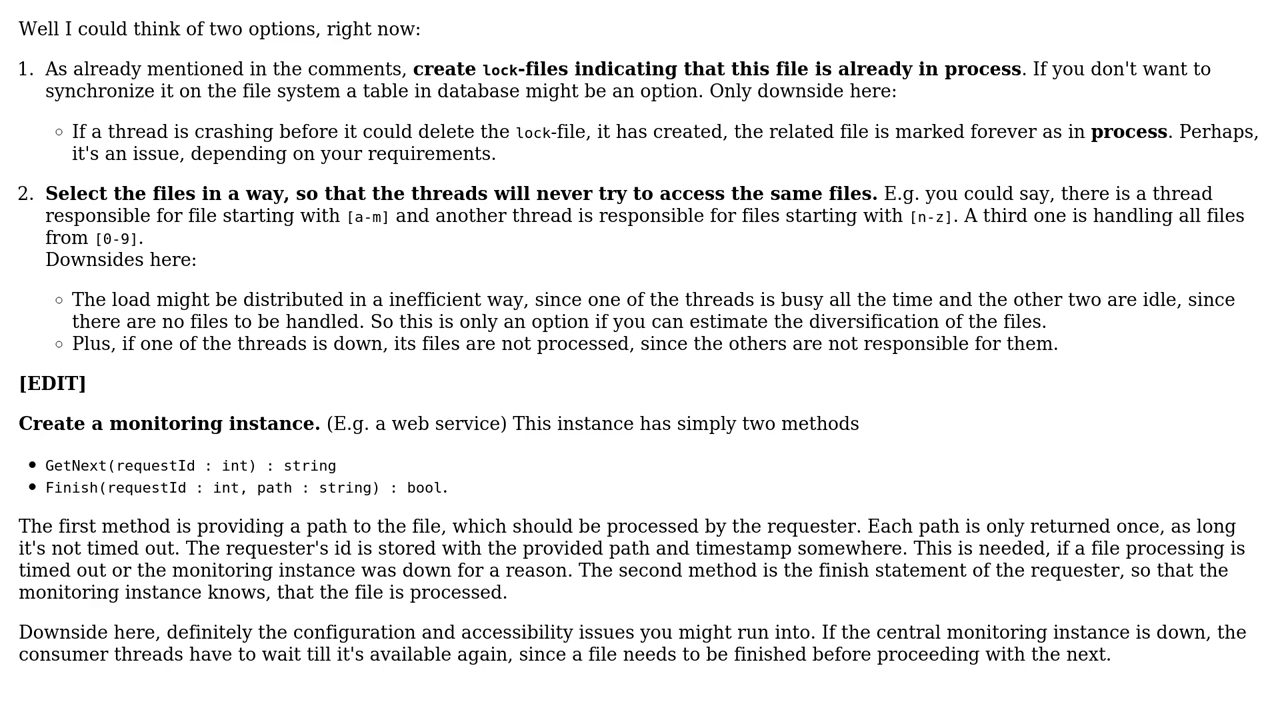 Well I could think of two options, right now:
1. As already mentioned in the comments, create lock-files indicating that this file is already in process. If you don't want to
synchronize it on the file system a table in database might be an option. Only downside here:
◦ If a thread is crashing before it could delete the lock-file, it has created, the related file is marked forever as in process. Perhaps,
it's an issue, depending on your requirements.
2. Select the files in a way, so that the threads will never try to access the same files. E.g. you could say, there is a thread
responsible for file starting with [a-m] and another thread is responsible for files starting with [n-z]. A third one is handling all files
from [0-9].
Downsides here:
◦ The load might be distributed in a inefficient way, since one of the threads is busy all the time and the other two are idle, since
there are no files to be handled. So this is only an option if you can estimate the diversification of the files.
◦ Plus, if one of the threads is down, its files are not processed, since the others are not responsible for them.
[EDIT]
Create a monitoring instance. (E.g. a web service) This instance has simply two methods
• GetNext(requestId : int) : string
• Finish(requestId : int, path : string) : bool.
The first method is providing a path to the file, which should be processed by the requester. Each path is only returned once, as long
it's not timed out. The requester's id is stored with the provided path and timestamp somewhere. This is needed, if a file processing is
timed out or the monitoring instance was down for a reason. The second method is the finish statement of the requester, so that the
monitoring instance knows, that the file is processed.
Downside here, definitely the configuration and accessibility issues you might run into. If the central monitoring instance is down, the
consumer threads have to wait till it's available again, since a file needs to be finished before proceeding with the next.